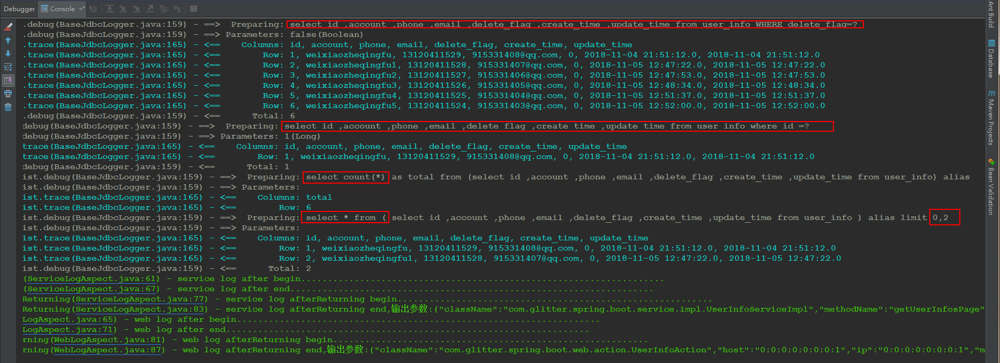 Debugger Console
.debug(BaseJdbcLogger.java:159) - ==>  Preparing: select id ,account ,phone ,email ,delete_flag ,create_time ,update_time from user_info WHERE delete_flag=?
.debug(BaseJdbcLogger.java:159) - ==> Parameters: false(Boolean)
.trace(BaseJdbcLogger.java:165) - <==    Columns: id, account, phone, email, delete_flag, create_time, update_time
.trace(BaseJdbcLogger.java:165) - <==        Row: 1, weixiaozheqingfu, 13120411529, 915331408@qq.com, 0, 2018-11-04 21:51:12.0, 2018-11-04 21:51:12.0
.trace(BaseJdbcLogger.java:165) - <==        Row: 2, weixiaozheqingfu1, 13120411528, 915331407@qq.com, 0, 2018-11-05 12:47:22.0, 2018-11-05 12:47:22.0
.trace(BaseJdbcLogger.java:165) - <==        Row: 3, weixiaozheqingfu2, 13120411527, 915331406@qq.com, 0, 2018-11-05 12:47:53.0, 2018-11-05 12:47:53.0
.trace(BaseJdbcLogger.java:165) - <==        Row: 4, weixiaozheqingfu3, 13120411526, 915331405@qq.com, 0, 2018-11-05 12:48:34.0, 2018-11-05 12:48:34.0
.trace(BaseJdbcLogger.java:165) - <==        Row: 5, weixiaozheqingfu4, 13120411525, 915331404@qq.com, 0, 2018-11-05 12:51:37.0, 2018-11-05 12:51:37.0
.trace(BaseJdbcLogger.java:165) - <==        Row: 6, weixiaozheqingfu5, 13120411524, 915331403@qq.com, 0, 2018-11-05 12:52:00.0, 2018-11-05 12:52:00.0
.debug(BaseJdbcLogger.java:159) - <==      Total: 6
debug(BaseJdbcLogger.java:159) - ==>  Preparing: select id ,account ,phone ,email ,delete_flag ,create_time ,update_time from user_info where id =?
debug(BaseJdbcLogger.java:159) - ==> Parameters: 1(Long)
trace(BaseJdbcLogger.java:165) - <==    Columns: id, account, phone, email, delete_flag, create_time, update_time
trace(BaseJdbcLogger.java:165) - <==        Row: 1, weixiaozheqingfu, 13120411529, 915331408@qq.com, 0, 2018-11-04 21:51:12.0, 2018-11-04 21:51:12.0
debug(BaseJdbcLogger.java:159) - <==      Total: 1
ist.debug(BaseJdbcLogger.java:159) - ==>  Preparing: select count(*) as total from (select id ,account ,phone ,email ,delete_flag ,create_time ,update_time from user_info) alias
ist.debug(BaseJdbcLogger.java:159) - ==> Parameters:
ist.trace(BaseJdbcLogger.java:165) - <==    Columns: total
ist.trace(BaseJdbcLogger.java:165) - <==        Row: 6
ist.debug(BaseJdbcLogger.java:159) - ==>  Preparing: select * from ( select id ,account ,phone ,email ,delete_flag ,create_time ,update_time from user_info ) alias limit 0,2
ist.debug(BaseJdbcLogger.java:159) - ==> Parameters:
ist.trace(BaseJdbcLogger.java:165) - <==    Columns: id, account, phone, email, delete_flag, create_time, update_time
ist.trace(BaseJdbcLogger.java:165) - <==        Row: 1, weixiaozheqingfu, 13120411529, 915331408@qq.com, 0, 2018-11-04 21:51:12.0, 2018-11-04 21:51:12.0
ist.trace(BaseJdbcLogger.java:165) - <==        Row: 2, weixiaozheqingfu1, 13120411528, 915331407@qq.com, 0, 2018-11-05 12:47:22.0, 2018-11-05 12:47:22.0
ist.debug(BaseJdbcLogger.java:159) - <==      Total: 2
(ServiceLogAspect.java:61) - service log after begin....................................................................
(ServiceLogAspect.java:67) - service log after end....................................................................
Returning(ServiceLogAspect.java:77) - service log afterReturning begin...........................................................
Returning(ServiceLogAspect.java:83) - service log afterReturning end,输出参数:{"className":"com.glitter.spring.boot.service.impl.UserInfoServiceImpl","methodName":"getUserInfosPage"
LogAspect.java:65) - web log after begin....................................................................
LogAspect.java:71) - web log after end....................................................................
rning(WebLogAspect.java:81) - web log afterReturning begin...........................................................
rning(WebLogAspect.java:87) - web log afterReturning end,输出参数:{"className":"com.glitter.spring.boot.web.action.UserInfoAction","host":"0:0:0:0:0:0:0:1","ip":"0:0:0:0:0:0:0:1","m
Ant Build
Database
Maven Projects
Bean Validation